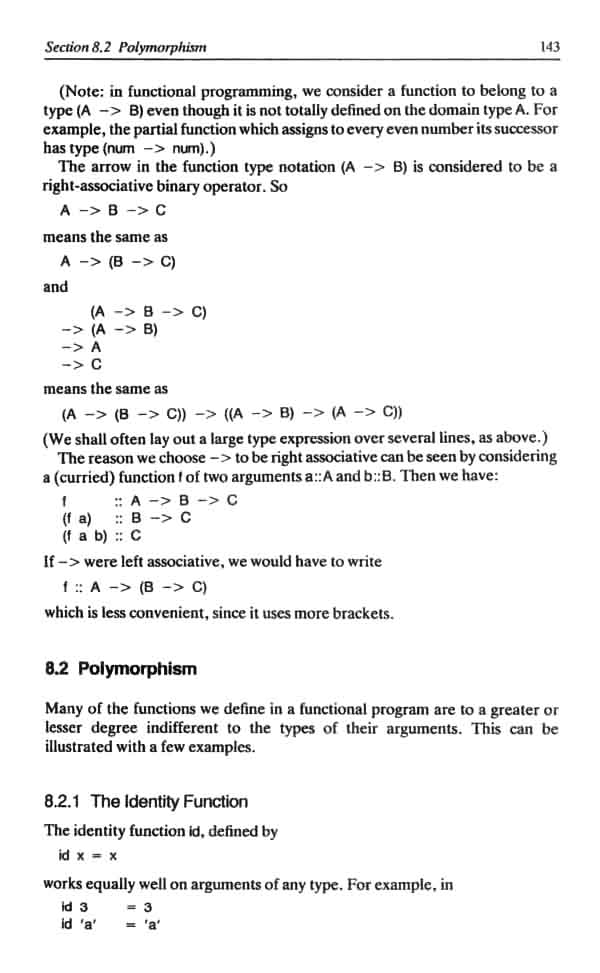 Section 8.2 Polymorphism 143
(Note: in functional programming, we consider a function to belong to a
type (A -> B) even though it is not totally defined on the domain type A. For
example, the partial function which assigns to every even number its successor
has type (num -> num).)
The arrow in the function type notation (A -> B) is considered to be a
right-associative binary operator. So
A -> B -> C
means the same as
A -> (B -> C)
and
(A -> B -> C)
-> (A -> B)
-> A
-> C
means the same as
(A -> (B -> C)) -> ((A -> B) -> (A -> C))
(We shall often lay out a large type expression over several lines, as above.)
The reason we choose -> to be right associative can be seen by considering
a (curried) function f of two arguments a::A and b::B. Then we have:
f :: A -> B -> C
(f a) :: B -> C
(f a b) :: C
If -> were left associative, we would have to write
f :: A -> (B -> C)
which is less convenient, since it uses more brackets.
8.2 Polymorphism
Many of the functions we define in a functional program are to a greater or
lesser degree indifferent to the types of their arguments. This can be
illustrated with a few examples.
8.2.1 The Identity Function
The identity function id, defined by
id x = x
works equally well on arguments of any type. For example, in
id 3 = 3
id 'a' = 'a'